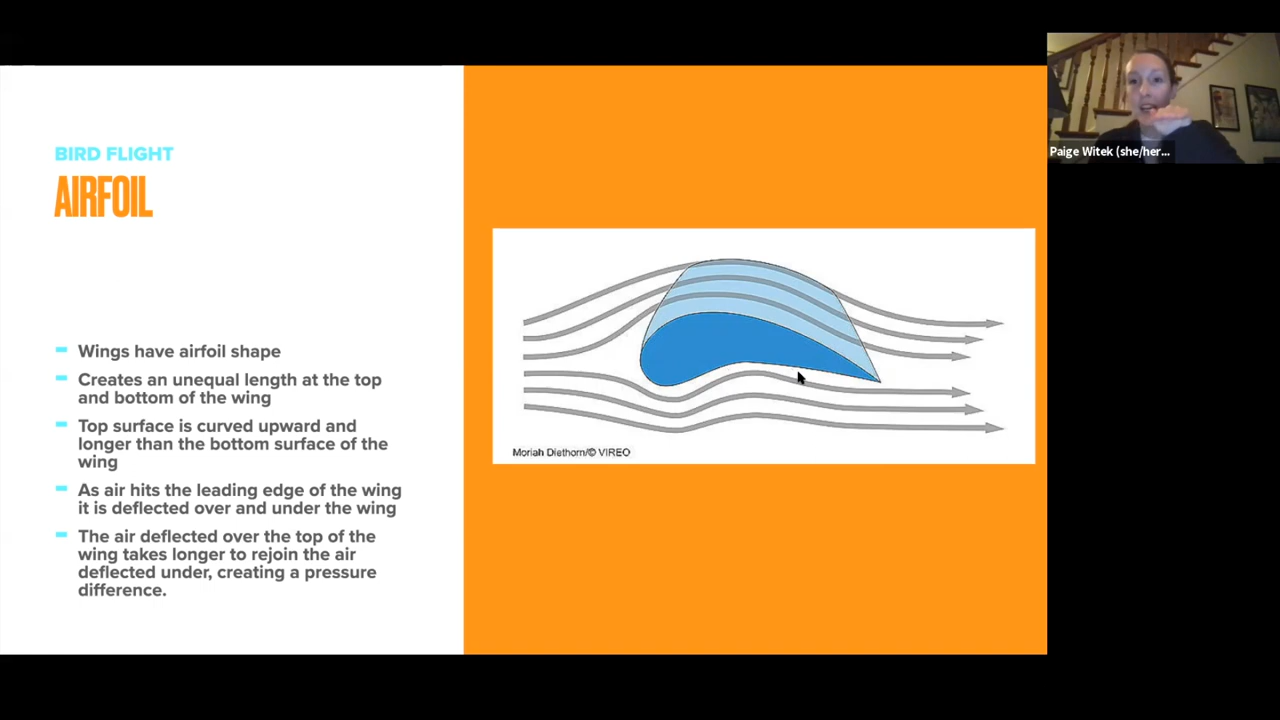 BIRD FLIGHT
AIRFOIL
Wings have airfoil shape
Creates an unequal length at the top
and bottom of the wing
Top surface is curved upward and
longer than the bottom surface of the
wing
As air hits the leading edge of the wing
it is deflected over and under the wing
The air deflected over the top of the
wing takes longer to rejoin the air
deflected under, creating a pressure
difference.
Moriah Diethorn/© VIREO
Paige Witek (she/her...